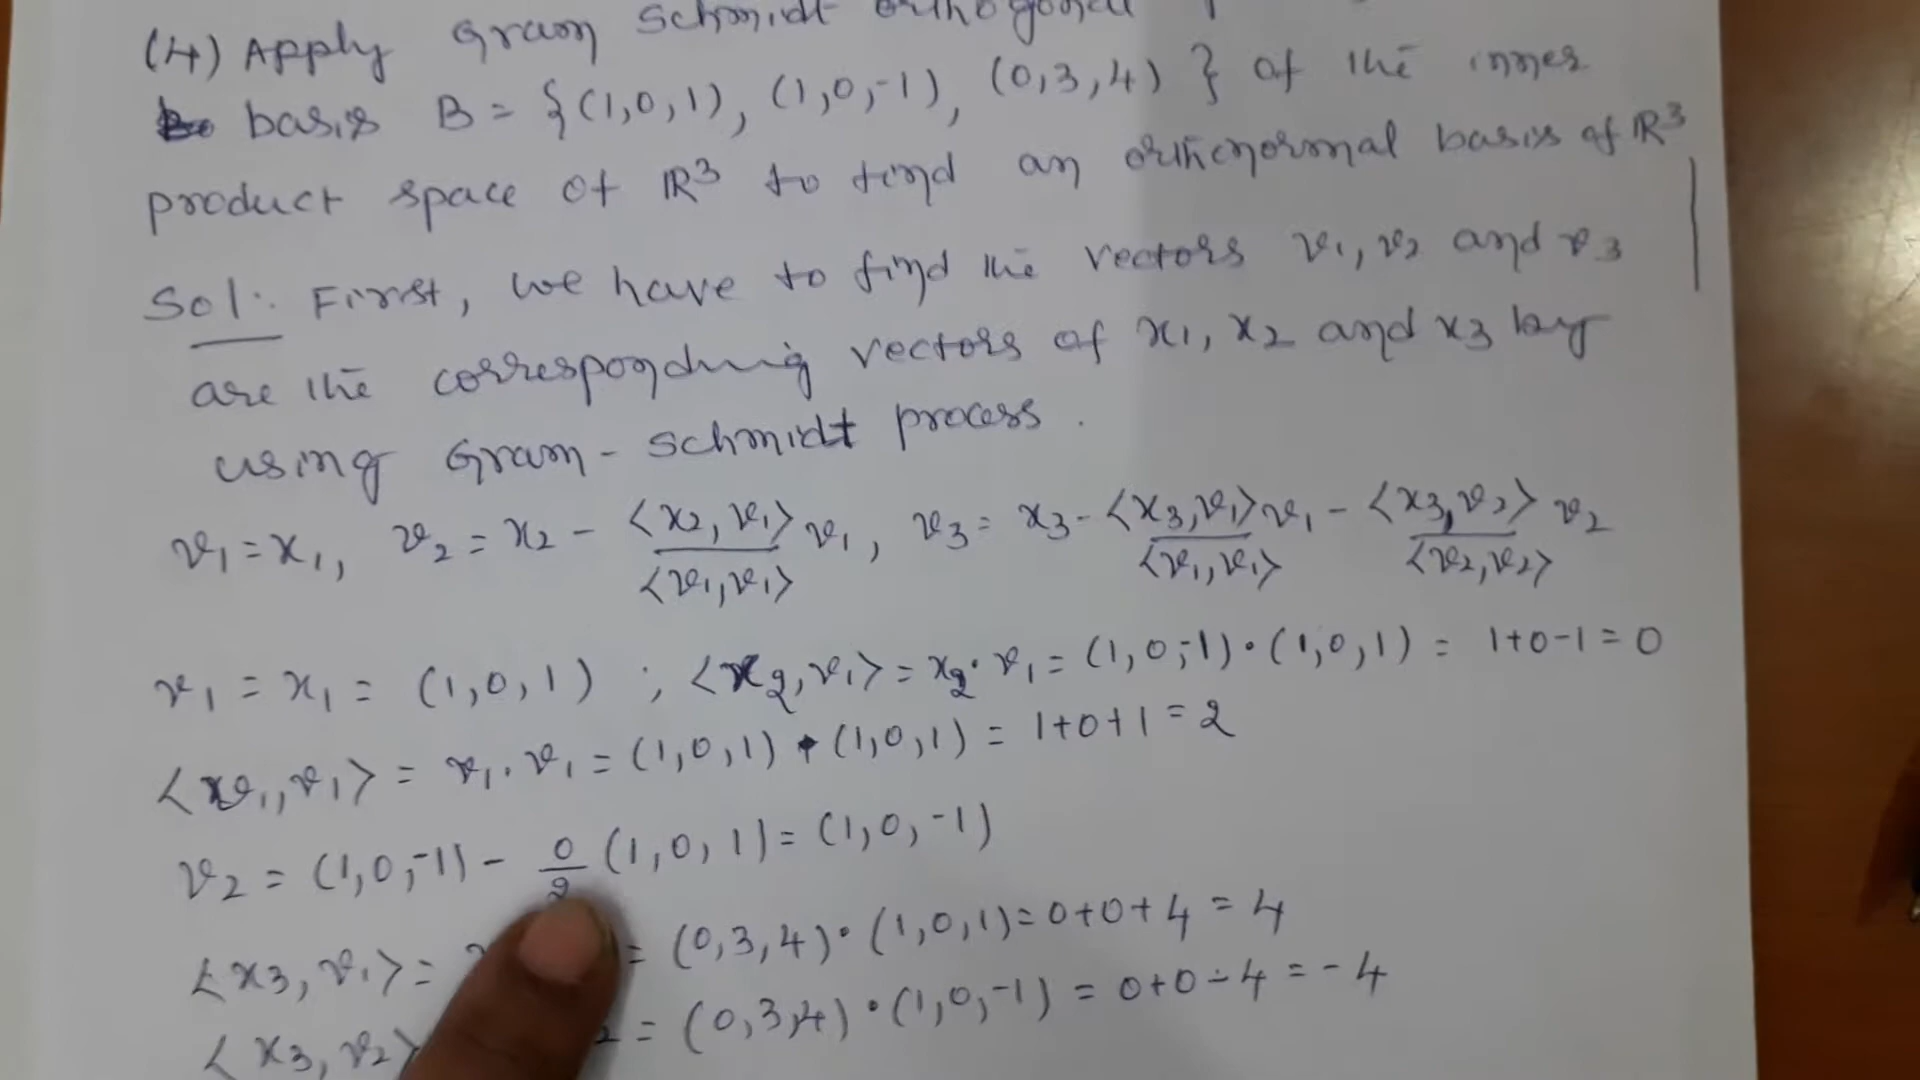 (4) Apply Gram Schmidt orthogonal
basis B = {(1,0,1), (1,0,-1), (0,3,4)} of the inner
product space of ℝ³ to find an orthonormal basis of ℝ³
Sol: First, we have to find the vectors v₁, v₂ and v₃
are the corresponding vectors of x₁, x₂ and x₃ by
using Gram-Schmidt process.
v₁ = x₁, v₂ = x₂ - <x₂, v₁>/<v₁, v₁> v₁, v₃ = x₃ - <x₃, v₁>/<v₁, v₁> v₁ - <x₃, v₂>/<v₂, v₂> v₂
v₁ = x₁ = (1,0,1) ; <x₂, v₁> = x₂·v₁ = (1,0,-1)·(1,0,1) = 1+0-1 = 0
<v₁, v₁> = v₁·v₁ = (1,0,1)·(1,0,1) = 1+0+1 = 2
v₂ = (1,0,-1) - 0/2 (1,0,1) = (1,0,-1)
<x₃, v₁> = = (0,3,4)·(1,0,1) = 0+0+4 = 4
<x₃, v₂> = (0,3,4)·(1,0,-1) = 0+0-4 = -4